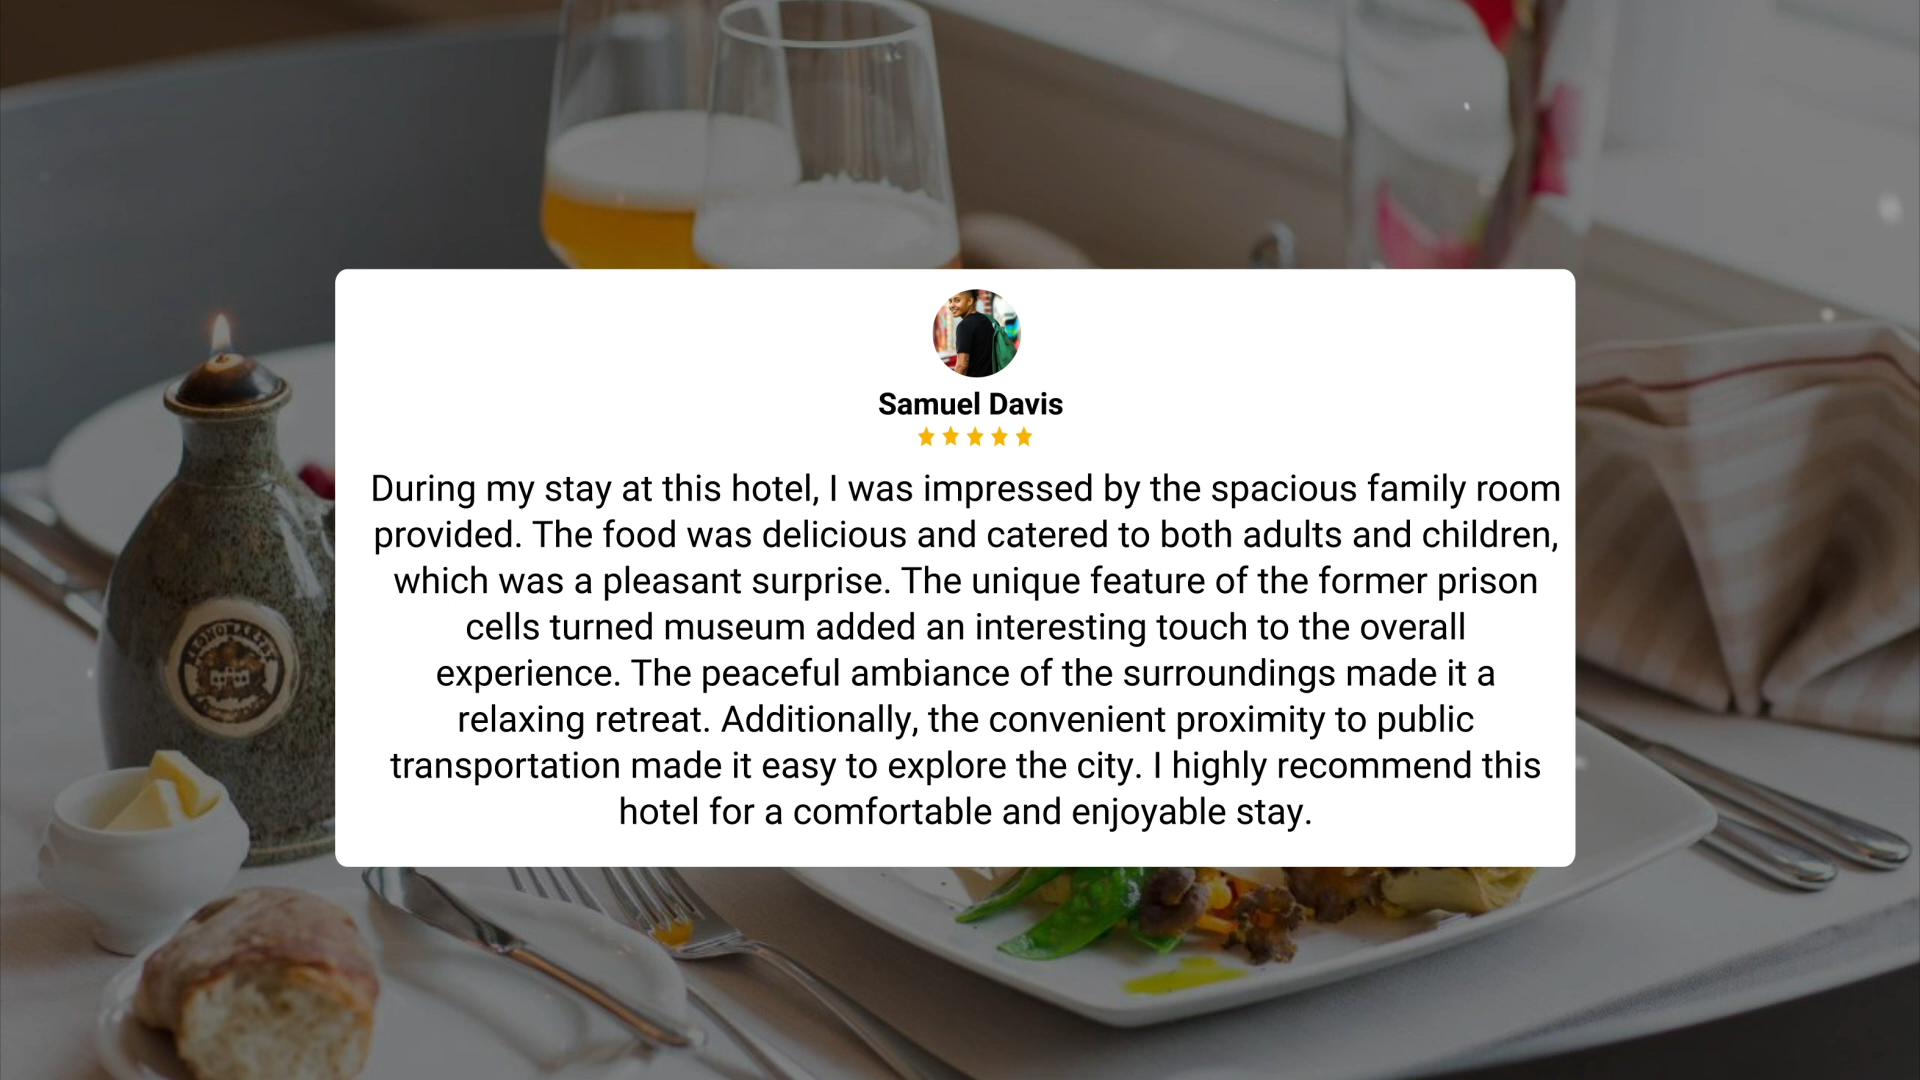 Samuel Davis
During my stay at this hotel, I was impressed by the spacious family room
provided. The food was delicious and catered to both adults and children,
which was a pleasant surprise. The unique feature of the former prison
cells turned museum added an interesting touch to the overall
experience. The peaceful ambiance of the surroundings made it a
relaxing retreat. Additionally, the convenient proximity to public
transportation made it easy to explore the city. I highly recommend this
hotel for a comfortable and enjoyable stay.